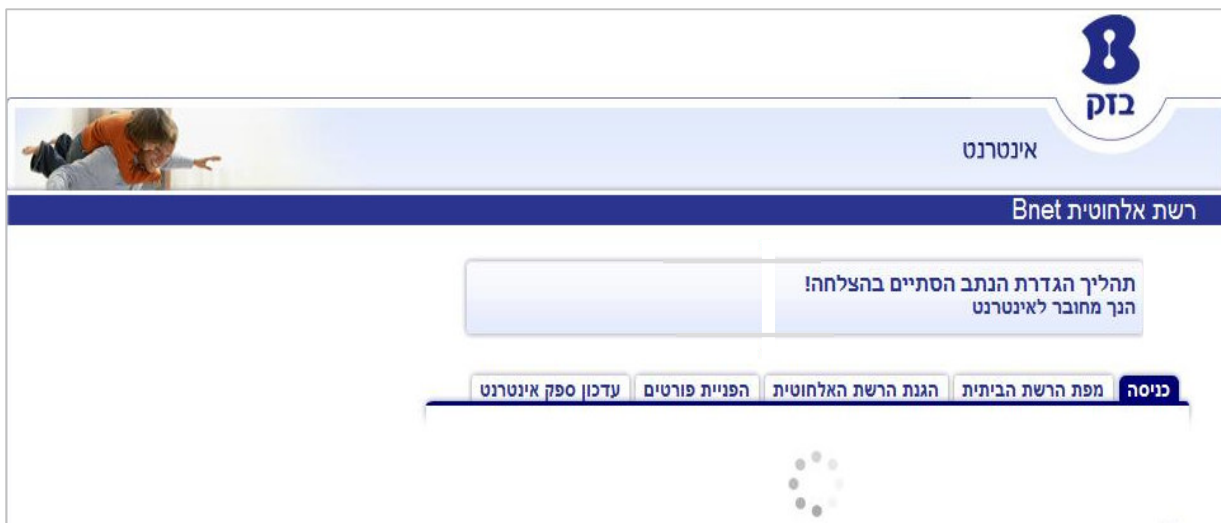 בזק
אינטרנט
רשת אלחוטית Bnet
תהליך הגדרת הנתב הסתיים בהצלחה!
הנך מחובר לאינטרנט
כניסה מפת הרשת הביתית הגנת הרשת האלחוטית הפניית פורטים עדכון ספק אינטרנט